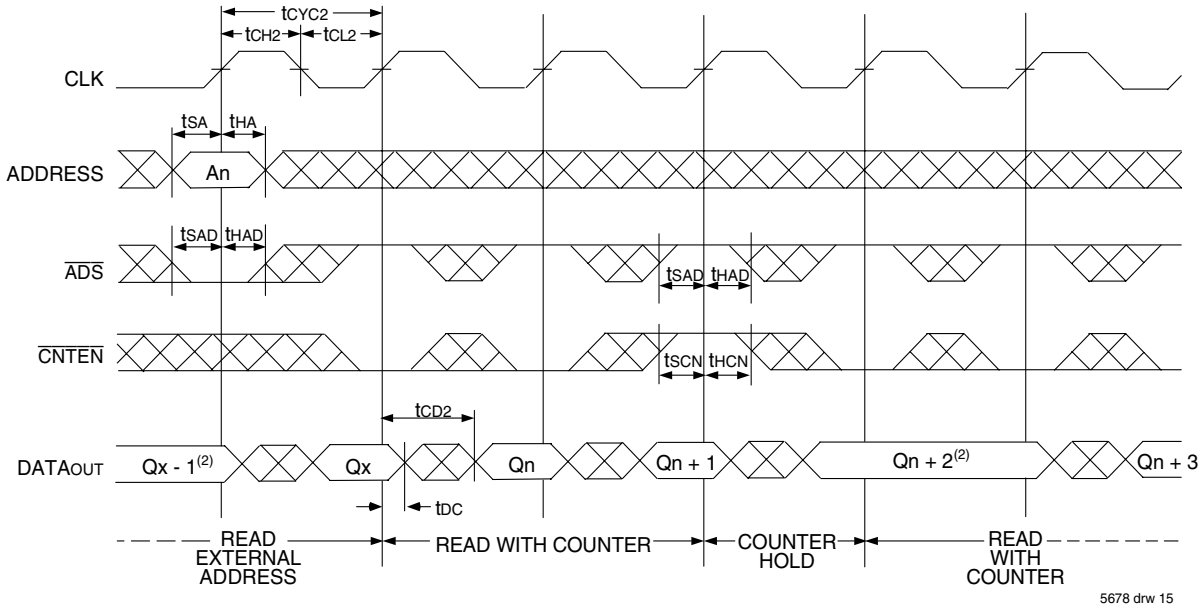 tCYC2
tCH2 tCL2
CLK
tSA tHA
ADDRESS An
tSAD tHAD
ADS tSAD tHAD
CNTEN
tSCN tHCN
tCD2
DATAOUT Qx - 1(2) Qx Qn Qn + 1 Qn + 2(2) Qn + 3
tDC
READ EXTERNAL ADDRESS
READ WITH COUNTER
COUNTER HOLD
READ WITH COUNTER
5678 drw 15